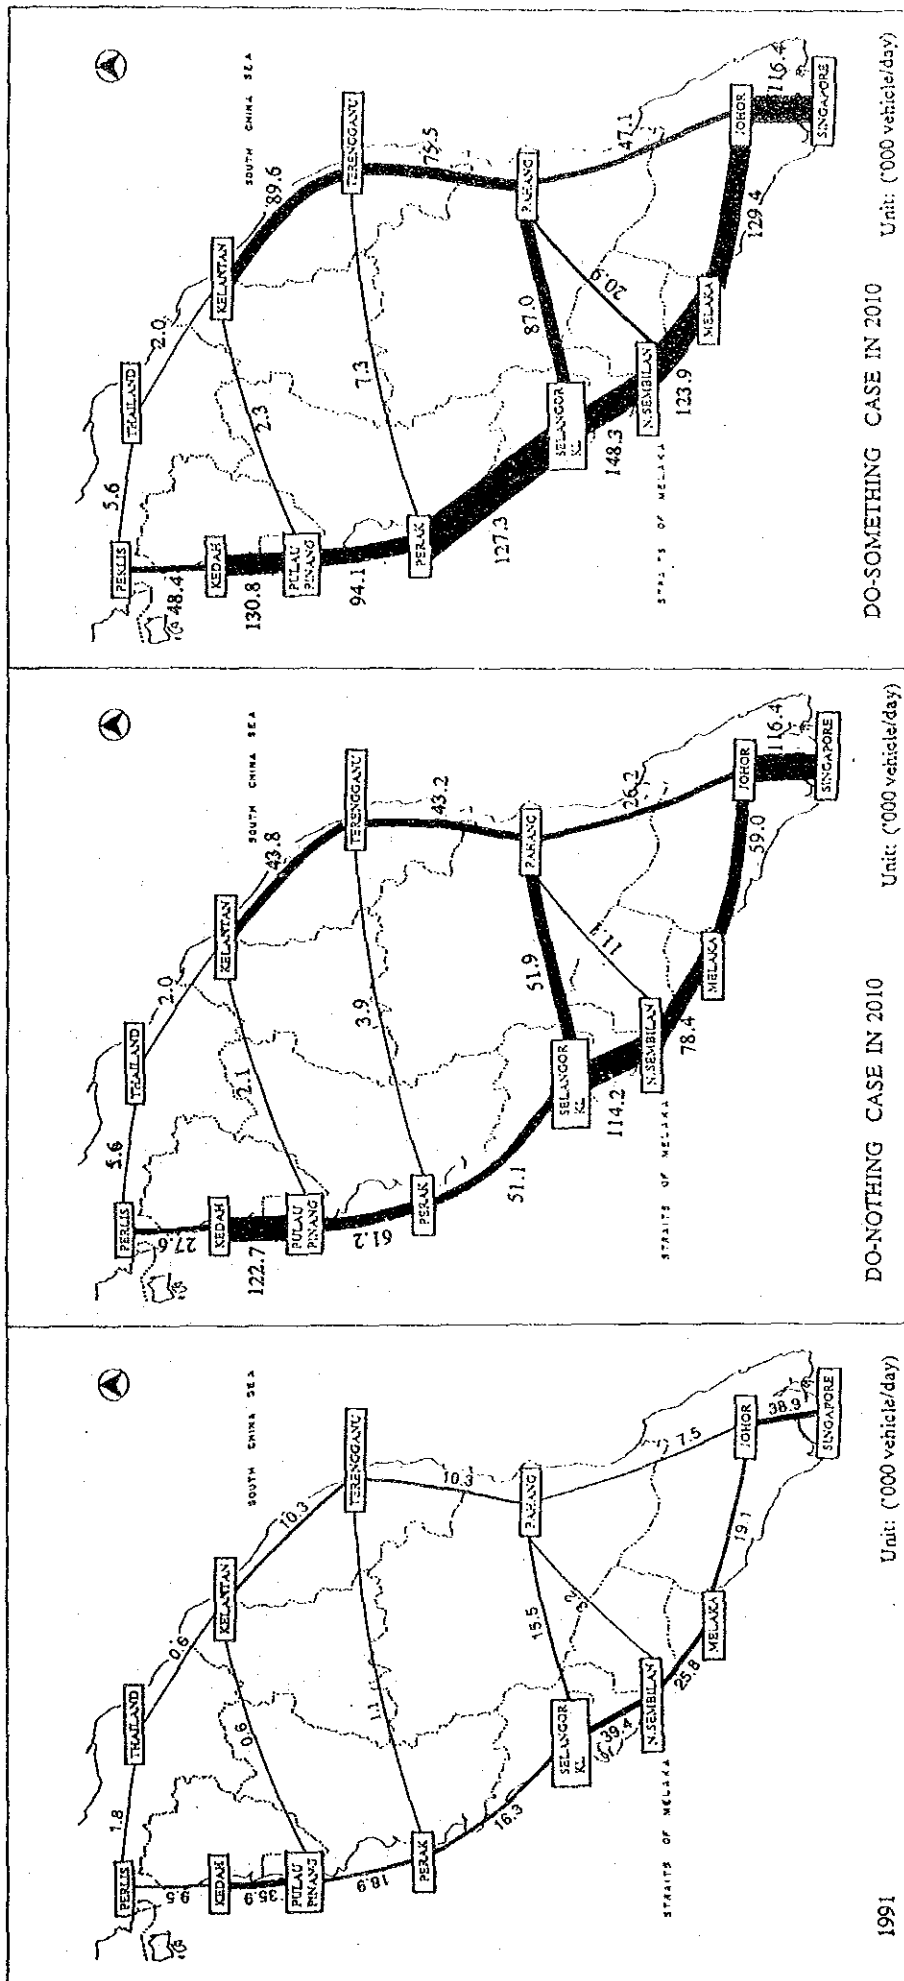 SOUTH CHINA SEA
THAILAND
2.0
KELANTAN
89.6
TERENGGANU
5.6
PERLIS
48.4
KEDAH
130.8
PULAU
PINANG
2.3
94.1
PERAK
7.3
75.5
PAHANG
127.3
SELANGOR
KL
87.0
20.9
47.1
148.3
N.SEMBILAN
123.9
MELAKA
129.4
JOHOR
116.4
SINGAPORE
STRAITS OF MELAKA
DO-SOMETHING CASE IN 2010
Unit: ('000 vehicle/day)
SOUTH CHINA SEA
THAILAND
2.0
KELANTAN
43.8
TERENGGANU
5.6
PERLIS
27.6
KEDAH
122.7
PULAU
PINANG
2.1
61.2
PERAK
3.9
43.2
PAHANG
51.1
SELANGOR
KL
51.9
11.1
26.2
114.2
N.SEMBILAN
78.4
MELAKA
59.0
JOHOR
116.4
SINGAPORE
STRAITS OF MELAKA
DO-NOTHING CASE IN 2010
Unit: ('000 vehicle/day)
SOUTH CHINA SEA
THAILAND
0.6
KELANTAN
10.3
TERENGGANU
1.8
PERLIS
9.5
KEDAH
35.9
PULAU
PINANG
0.6
18.9
PERAK
1.1
10.3
PAHANG
16.3
SELANGOR
KL
15.5
7.5
39.4
N.SEMBILAN
25.8
MELAKA
19.1
JOHOR
38.9
SINGAPORE
STRAITS OF MELAKA
1991
Unit: ('000 vehicle/day)